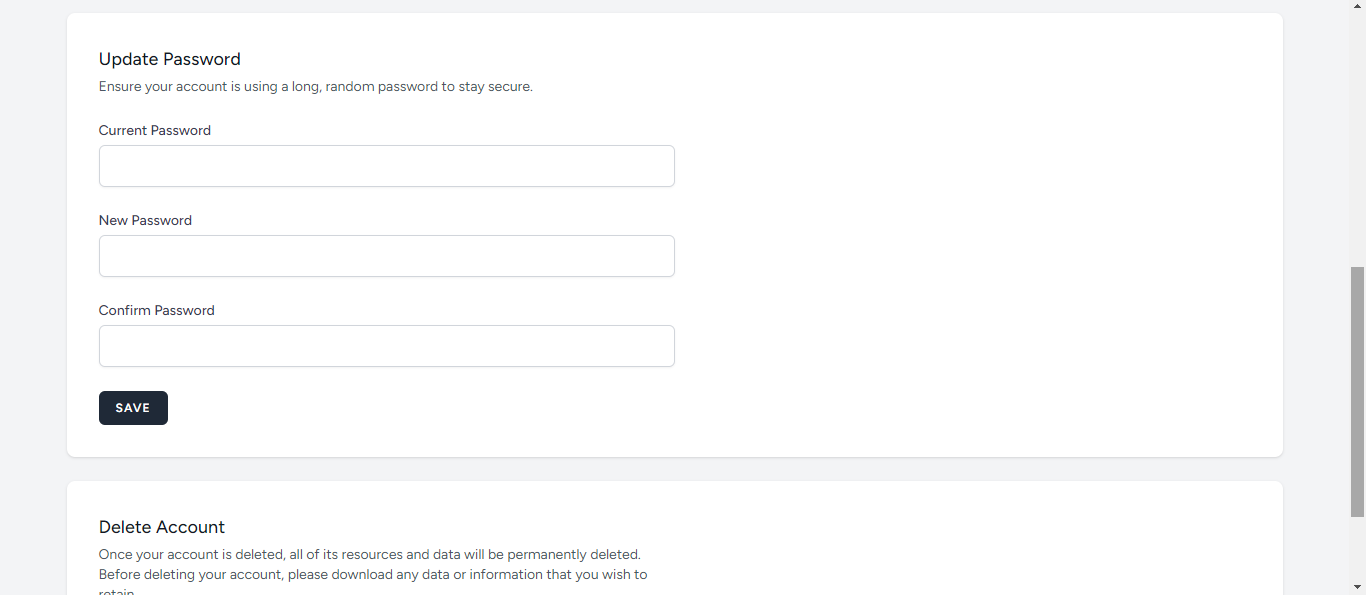 Update Password
Ensure your account is using a long, random password to stay secure.
Current Password
New Password
Confirm Password
SAVE
Delete Account
Once your account is deleted, all of its resources and data will be permanently deleted.
Before deleting your account, please download any data or information that you wish to
retain.